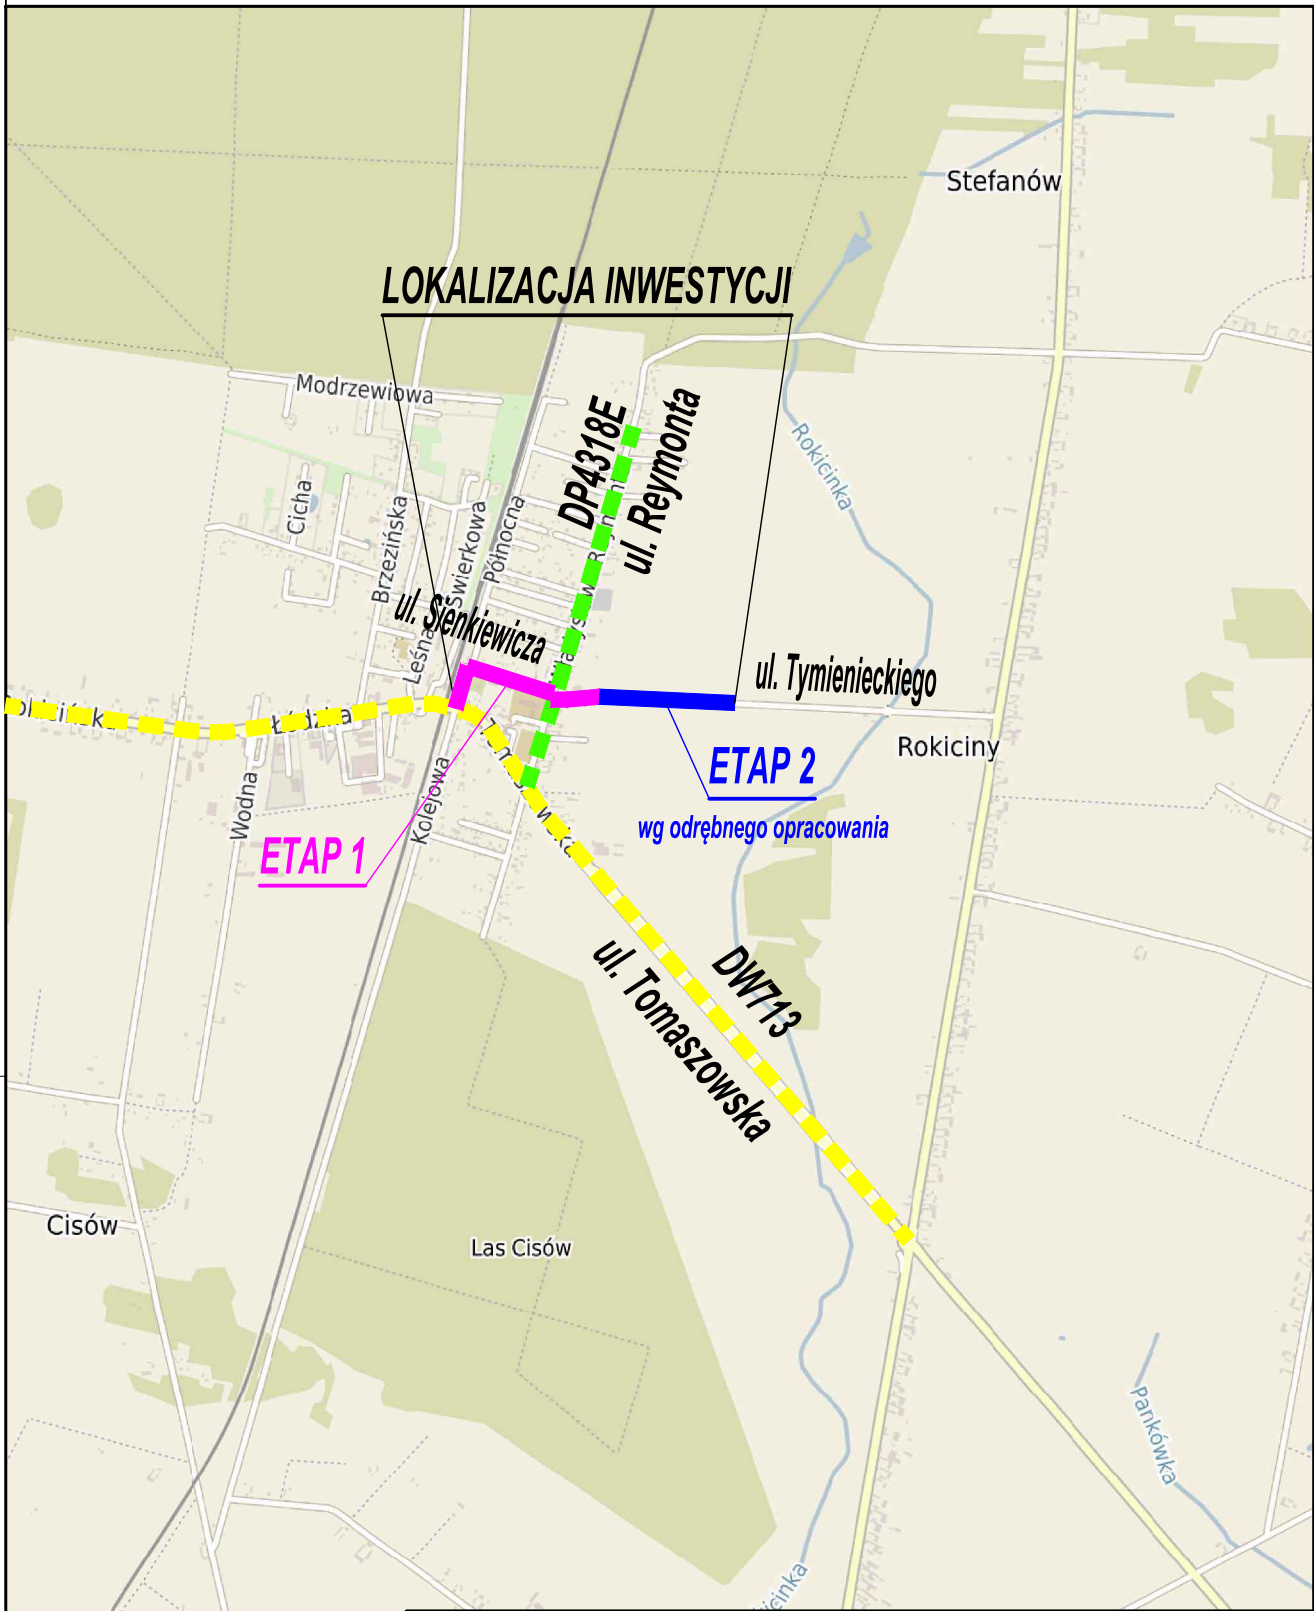 Stefanów
LOKALIZACJA INWESTYCJI
Modrzewiowa
DP4318E
ul. Reymonta
Rokicinka
Cicha
Brzezińska
Świerkowa
Północna
Leśna
ul. Sienkiewicza
ul. Tymienieckiego
Łódzka
Rokiciny
ETAP 2
wg odrębnego opracowania
Wodna
Kolejowa
ETAP 1
DW713
ul. Tomaszowska
Cisów
Las Cisów
Pankówka